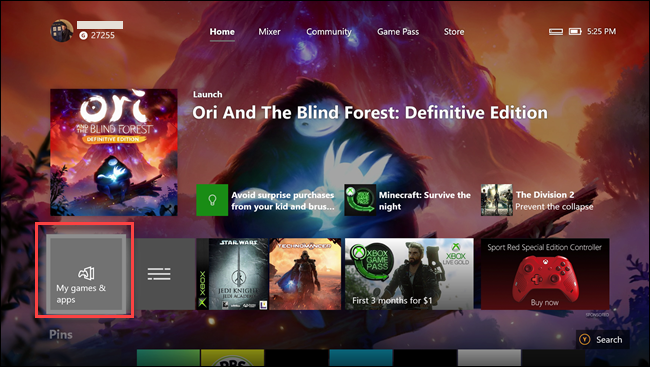 27255
Home
Mixer
Community
Game Pass
Store
5:25 PM
Launch
Ori And The Blind Forest: Definitive Edition
ori
AND THE
BLIND FOREST
DEFINITIVE EDITION
Avoid surprise purchases
from your kid and brus...
Minecraft: Survive the
night
The Division 2
Prevent the collapse
My games &
apps
XBOX
STAR WARS
JEDI KNIGHT
JEDI ACADEMY
TECHNOMANCER
XBOX
GAME
PASS
XBOX
LIVE GOLD
First 3 months for $1
Sport Red Special Edition Controller
Buy now
Pins
Y
Search